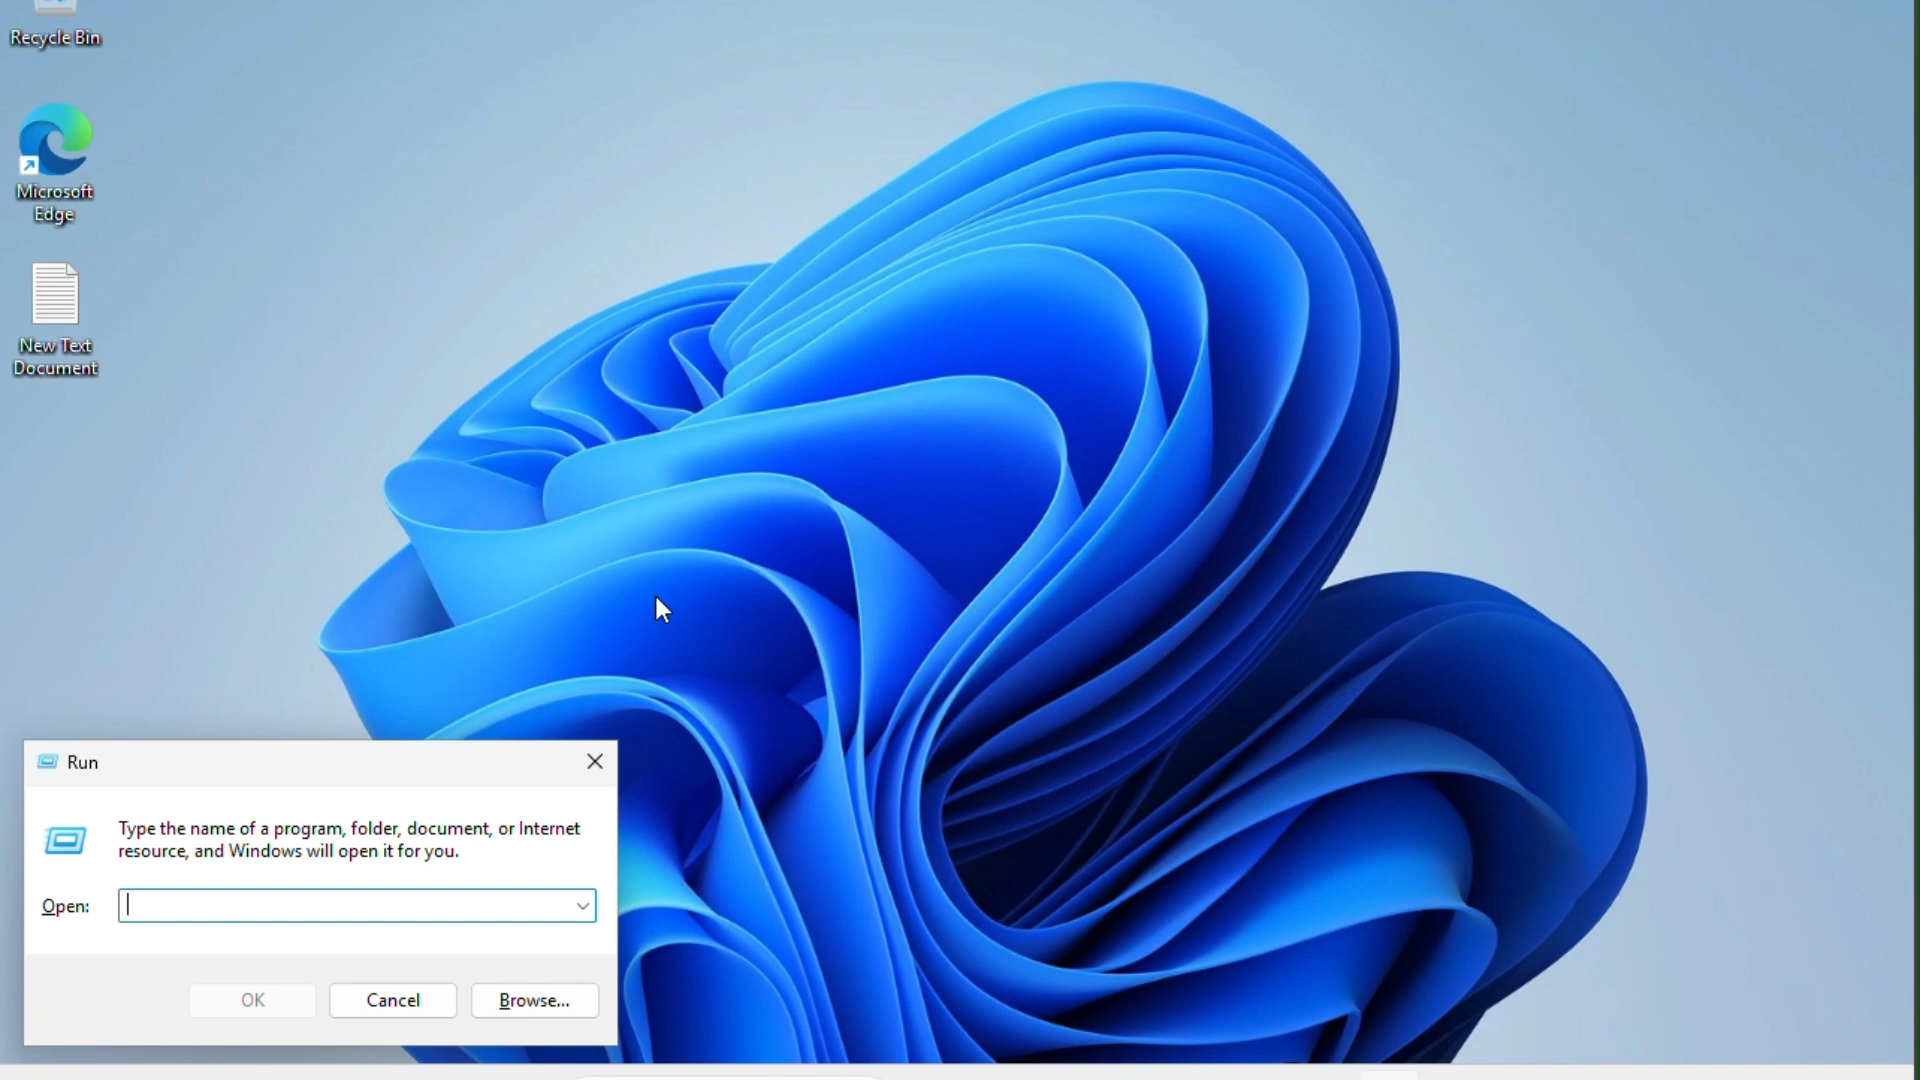 Recycle Bin
Microsoft
Edge
New Text
Document
Run
Type the name of a program, folder, document, or Internet
resource, and Windows will open it for you.
Open:
OK
Cancel
Browse...